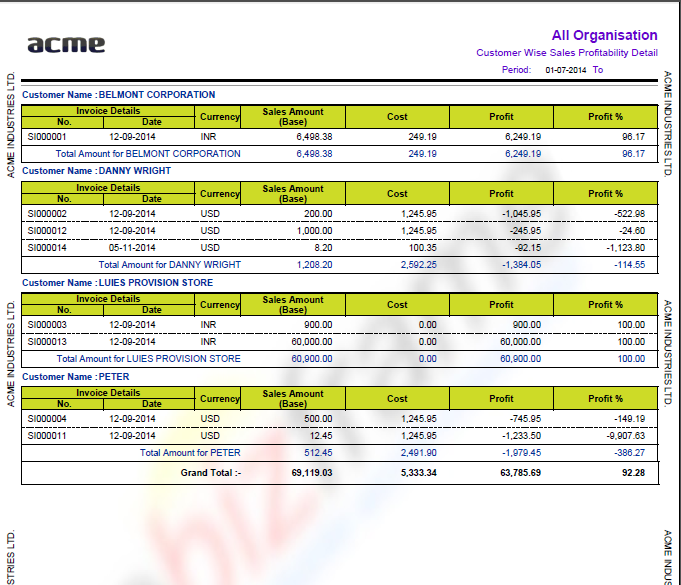 acme
All Organisation
Customer Wise Sales Profitability Detail
Period: 01-07-2014 To
ACME INDUSTRIES LTD.
ACME INDUSTRIES LTD.
Customer Name : BELMONT CORPORATION
Invoice Details Currency Sales Amount (Base) Cost Profit Profit %
No. Date
SI000001 12-09-2014 INR 6,498.38 249.19 6,249.19 96.17
Total Amount for BELMONT CORPORATION 6,498.38 249.19 6,249.19 96.17
Customer Name : DANNY WRIGHT
Invoice Details Currency Sales Amount (Base) Cost Profit Profit %
No. Date
SI000002 12-09-2014 USD 200.00 1,245.95 -1,045.95 -522.98
SI000012 12-09-2014 USD 1,000.00 1,245.95 -245.95 -24.60
SI000014 05-11-2014 USD 8.20 100.35 -92.15 -1,123.80
Total Amount for DANNY WRIGHT 1,208.20 2,592.25 -1,384.05 -114.55
Customer Name : LUIES PROVISION STORE
ACME INDUSTRIES LTD.
ACME INDUSTRIES LTD.
Invoice Details Currency Sales Amount (Base) Cost Profit Profit %
No. Date
SI000003 12-09-2014 INR 900.00 0.00 900.00 100.00
SI000013 12-09-2014 INR 60,000.00 0.00 60,000.00 100.00
Total Amount for LUIES PROVISION STORE 60,900.00 0.00 60,900.00 100.00
Customer Name : PETER
Invoice Details Currency Sales Amount (Base) Cost Profit Profit %
No. Date
SI000004 12-09-2014 USD 500.00 1,245.95 -745.95 -149.19
SI000011 12-09-2014 USD 12.45 1,245.95 -1,233.50 -9,907.63
Total Amount for PETER 512.45 2,491.90 -1,979.45 -386.27
Grand Total :- 69,119.03 5,333.34 63,785.69 92.28
STRIES LTD.
ACME INDUS
biz